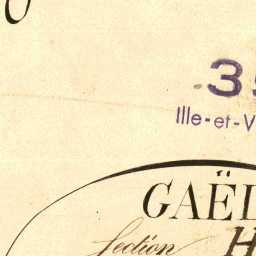 35
Ille-et-V
GAËL
Section H